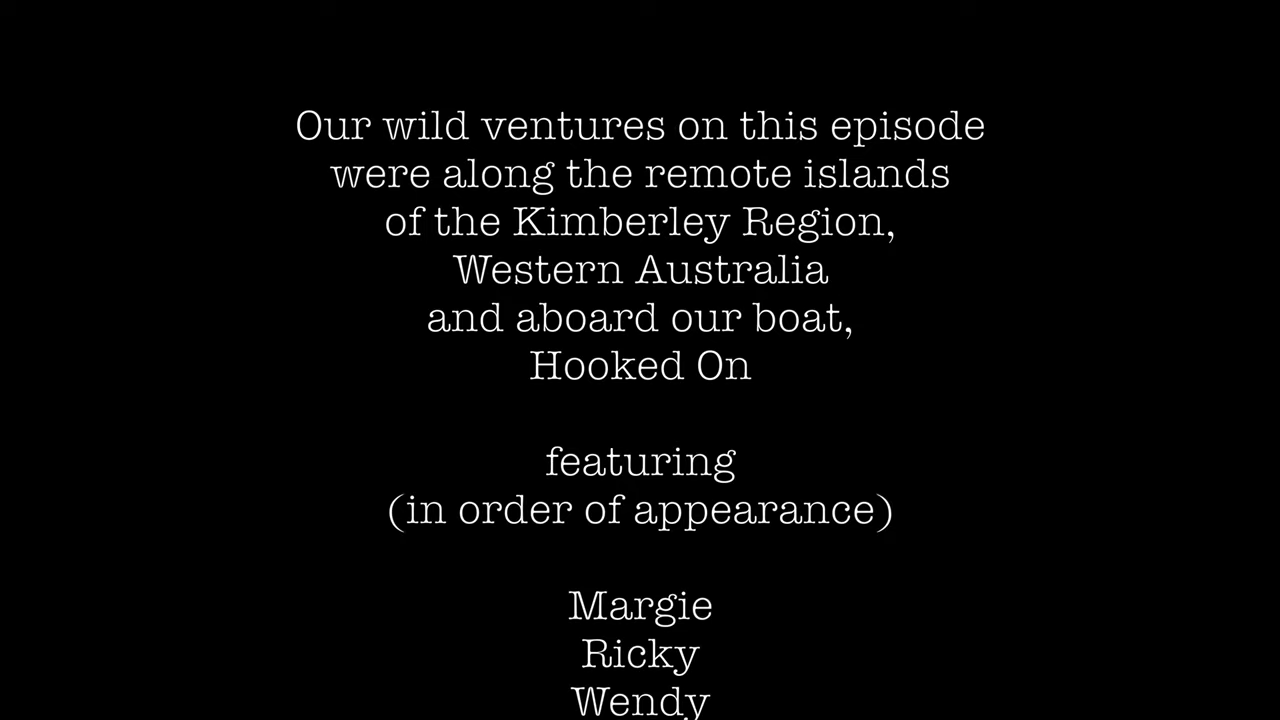 Our wild ventures on this episode
were along the remote islands
of the Kimberley Region,
Western Australia
and aboard our boat,
Hooked On
featuring
(in order of appearance)
Margie
Ricky
Wendy